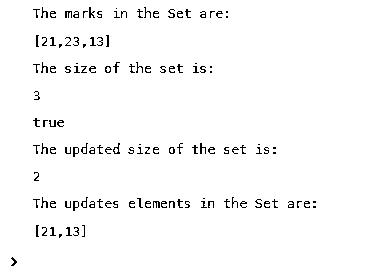 The marks in the Set are:
[21,23,13]
The size of the set is:
3
true
The updated size of the set is:
2
The updates elements in the Set are:
[21,13]
>